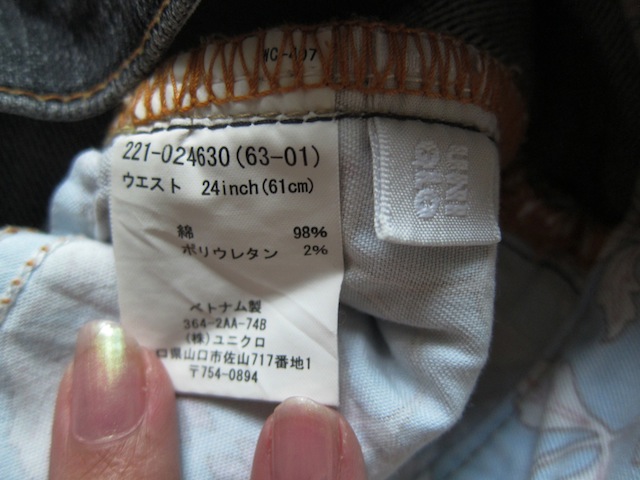 221-024630(63-01)
ウエスト 24inch(61cm)
綿 98%
ポリウレタン 2%
ベトナム製
364-2AA-74B
(株)ユニクロ
口県山口市佐山717番地1
〒754-0894
UNI
QLO